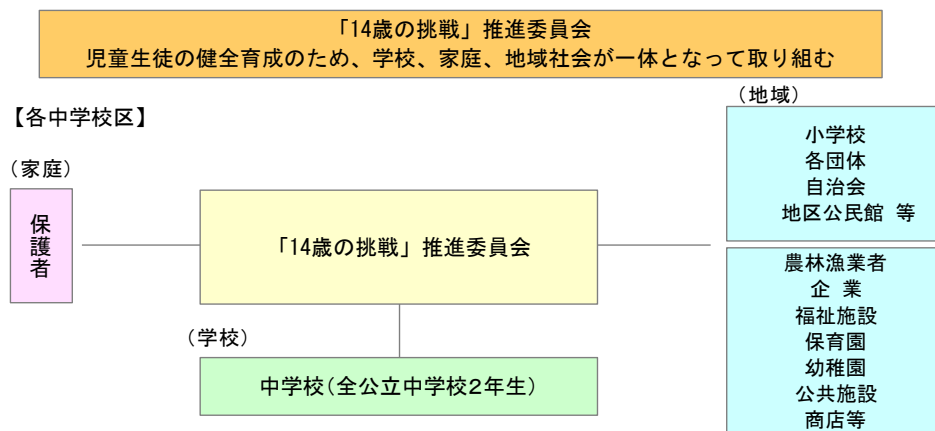 「14歳の挑戦」推進委員会
児童生徒の健全育成のため、学校、家庭、地域社会が一体となって取り組む
【各中学校区】
（地域）
小学校
各団体
自治会
地区公民館 等
（家庭）
保護者
「14歳の挑戦」推進委員会
農林漁業者
企 業
福祉施設
保育園
幼稚園
公共施設
商店等
（学校）
中学校（全公立中学校２年生）